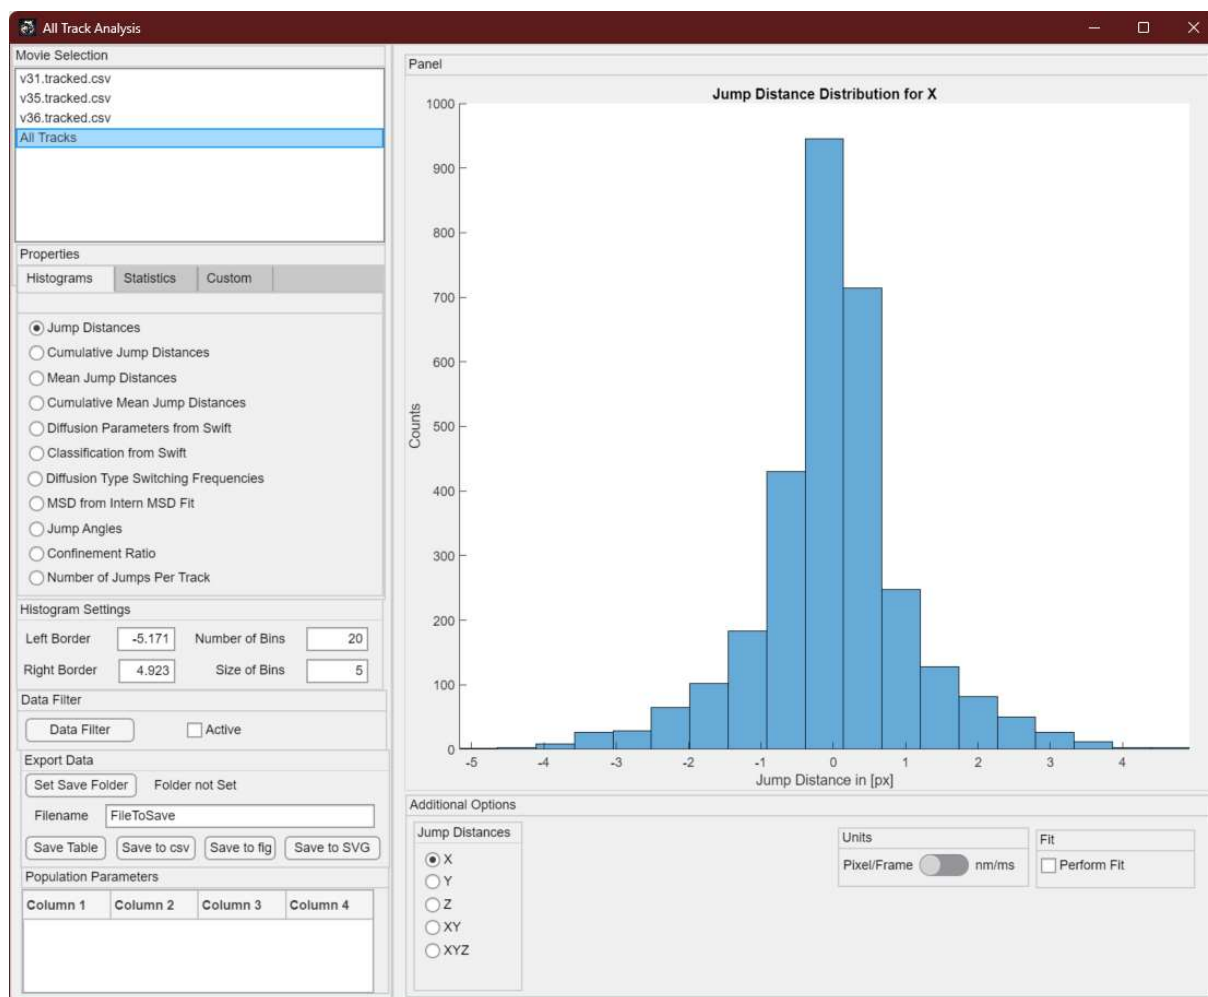 All Track Analysis
Movie Selection
v31.tracked.csv
v35.tracked.csv
v36.tracked.csv
All Tracks
Properties
Histograms Statistics Custom
Jump Distances
Cumulative Jump Distances
Mean Jump Distances
Cumulative Mean Jump Distances
Diffusion Parameters from Swift
Classification from Swift
Diffusion Type Switching Frequencies
MSD from Intern MSD Fit
Jump Angles
Confinement Ratio
Number of Jumps Per Track
Histogram Settings
Left Border -5.171 Number of Bins 20
Right Border 4.923 Size of Bins 5
Data Filter
Data Filter Active
Export Data
Set Save Folder Folder not Set
Filename FileToSave
Save Table Save to csv Save to fig Save to SVG
Population Parameters
Column 1 Column 2 Column 3 Column 4
Panel
Jump Distance Distribution for X
1000
900
800
700
600
500
400
300
200
100
0
Counts
-5 -4 -3 -2 -1 0 1 2 3 4
Jump Distance in [px]
Additional Options
Jump Distances
X
Y
Z
XY
XYZ
Units
Pixel/Frame nm/ms
Fit
Perform Fit